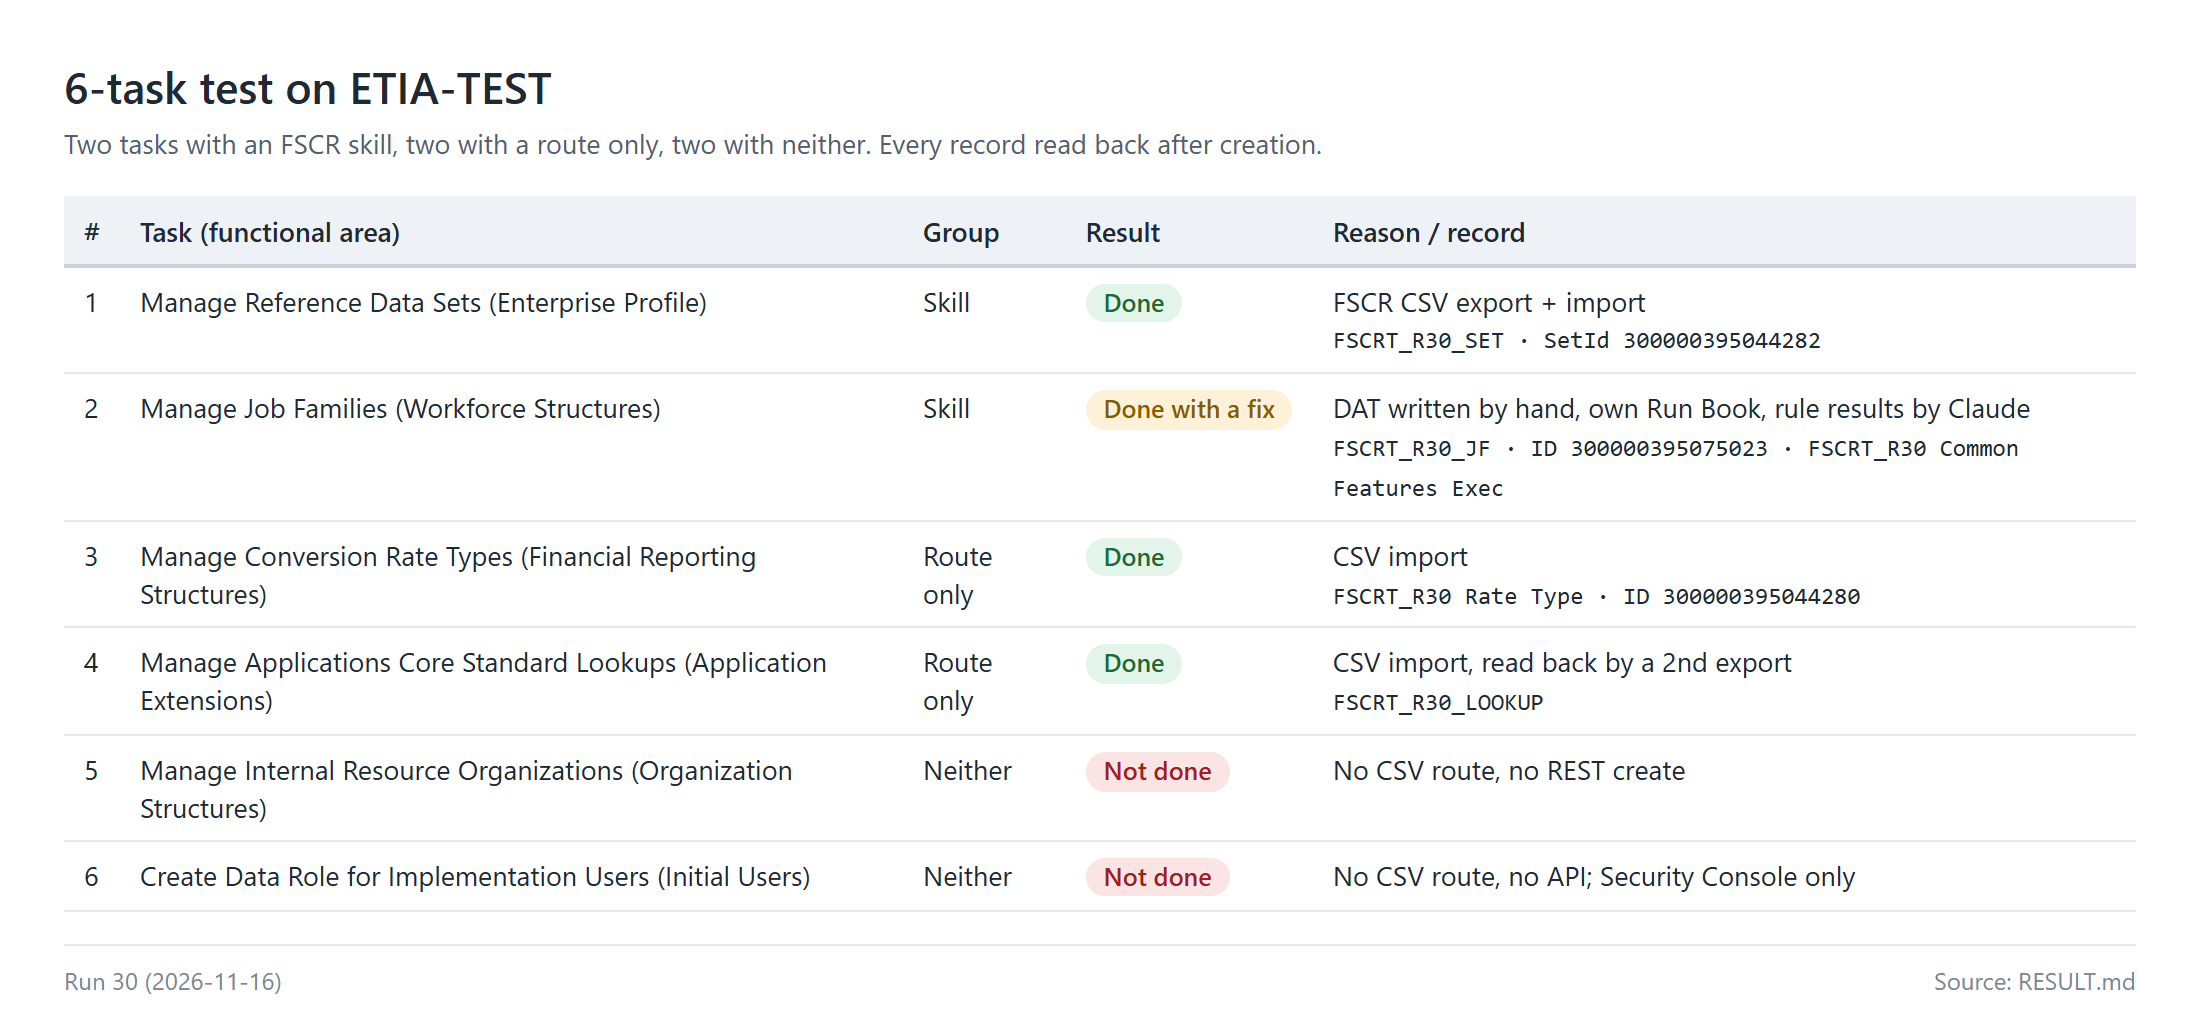 6-task test on ETIA-TEST
Two tasks with an FSCR skill, two with a route only, two with neither. Every record read back after creation.
# Task (functional area) Group Result Reason / record
1 Manage Reference Data Sets (Enterprise Profile) Skill Done FSCR CSV export + import
FSCRT_R30_SET · SetId 300000395044282
2 Manage Job Families (Workforce Structures) Skill Done with a fix DAT written by hand, own Run Book, rule results by Claude
FSCRT_R30_JF · ID 300000395075023 · FSCRT_R30 Common
Features Exec
3 Manage Conversion Rate Types (Financial Reporting Route Done CSV import
Structures) only FSCRT_R30 Rate Type · ID 300000395044280
4 Manage Applications Core Standard Lookups (Application Route Done CSV import, read back by a 2nd export
Extensions) only FSCRT_R30_LOOKUP
5 Manage Internal Resource Organizations (Organization Neither Not done No CSV route, no REST create
Structures)
6 Create Data Role for Implementation Users (Initial Users) Neither Not done No CSV route, no API; Security Console only
Run 30 (2026-11-16) Source: RESULT.md